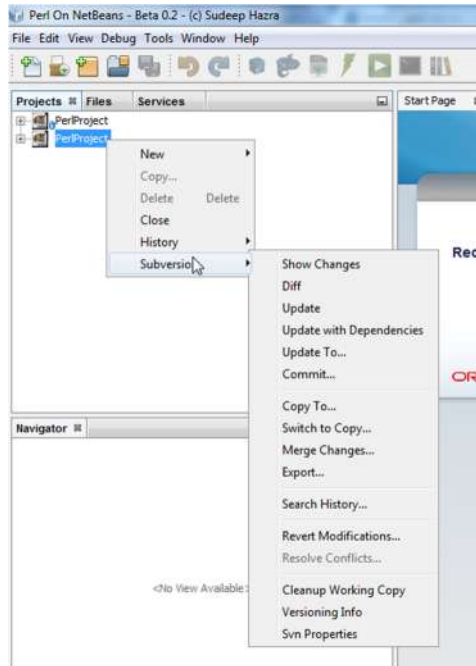 Perl On NetBeans - Beta 0.2 - (c) Sudeep Hazra
File Edit View Debug Tools Window Help
Projects Files Services
Start Page
PerlProject
PerlProject
New
Copy...
Delete Delete
Close
History
Subversion
Show Changes
Diff
Update
Update with Dependencies
Update To...
Commit...
Copy To...
Switch to Copy...
Merge Changes...
Export...
Search History...
Revert Modifications...
Resolve Conflicts...
Cleanup Working Copy
Versioning Info
Svn Properties
Rec
OR
Navigator
<No View Available>